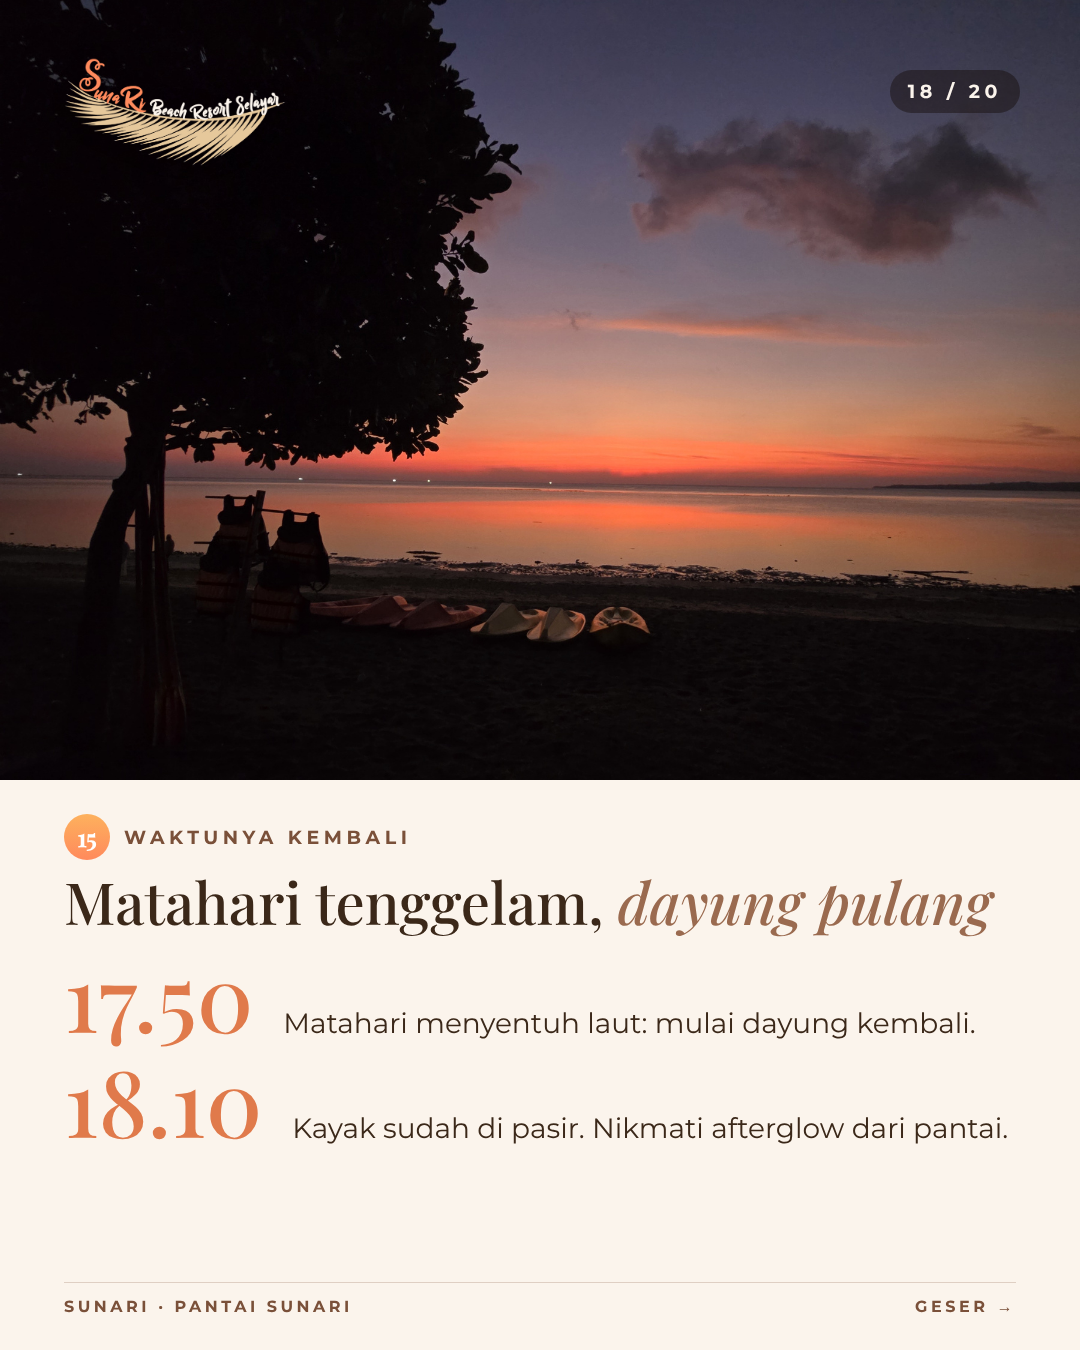 SunaRi Beach Resort Selayar
18 / 20
15 WAKTUNYA KEMBALI
Matahari tenggelam, dayung pulang
17.50 Matahari menyentuh laut: mulai dayung kembali.
18.10 Kayak sudah di pasir. Nikmati afterglow dari pantai.
SUNARI · PANTAI SUNARI
GESER →